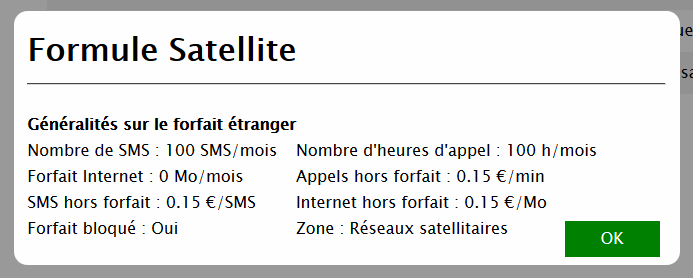 Formule Satellite
Généralités sur le forfait étranger
Nombre de SMS : 100 SMS/mois Nombre d'heures d'appel : 100 h/mois
Forfait Internet : 0 Mo/mois Appels hors forfait : 0.15 €/min
SMS hors forfait : 0.15 €/SMS Internet hors forfait : 0.15 €/Mo
Forfait bloqué : Oui Zone : Réseaux satellitaires
OK